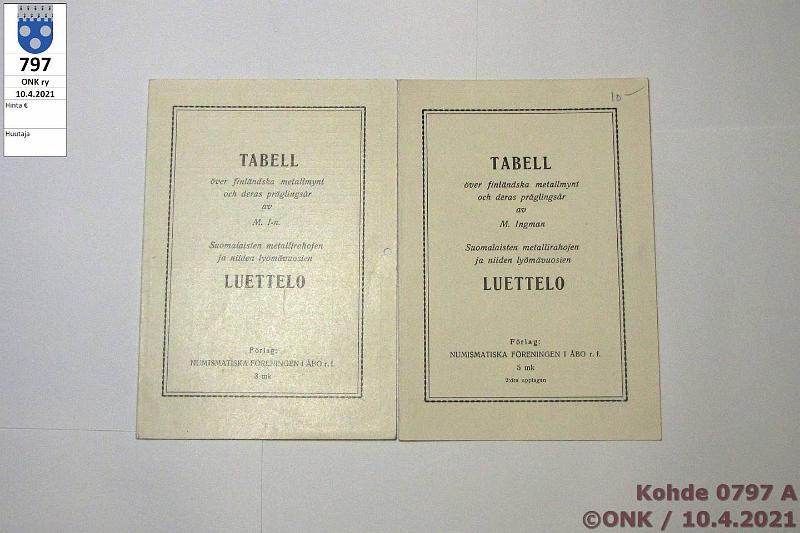 797
ONK ry
10.4.2021
Hinta €
Huutaja
TABELL
över finländska metallmynt
och deras präglingsår
av
M. I-n.
Suomalaisten metallirahojen
ja niiden lyömävuosien
LUETTELO
Förlag:
NUMISMATISKA FÖRENINGEN I ÅBO r. f.
3 mk
10 —
TABELL
över finländska metallmynt
och deras präglingsår
av
M. Ingman
Suomalaisten metallirahojen
ja niiden lyömävuosien
LUETTELO
Förlag:
NUMISMATISKA FÖRENINGEN I ÅBO r. f.
5 mk
2:dra upplagan
Kohde 0797 A
©ONK / 10.4.2021